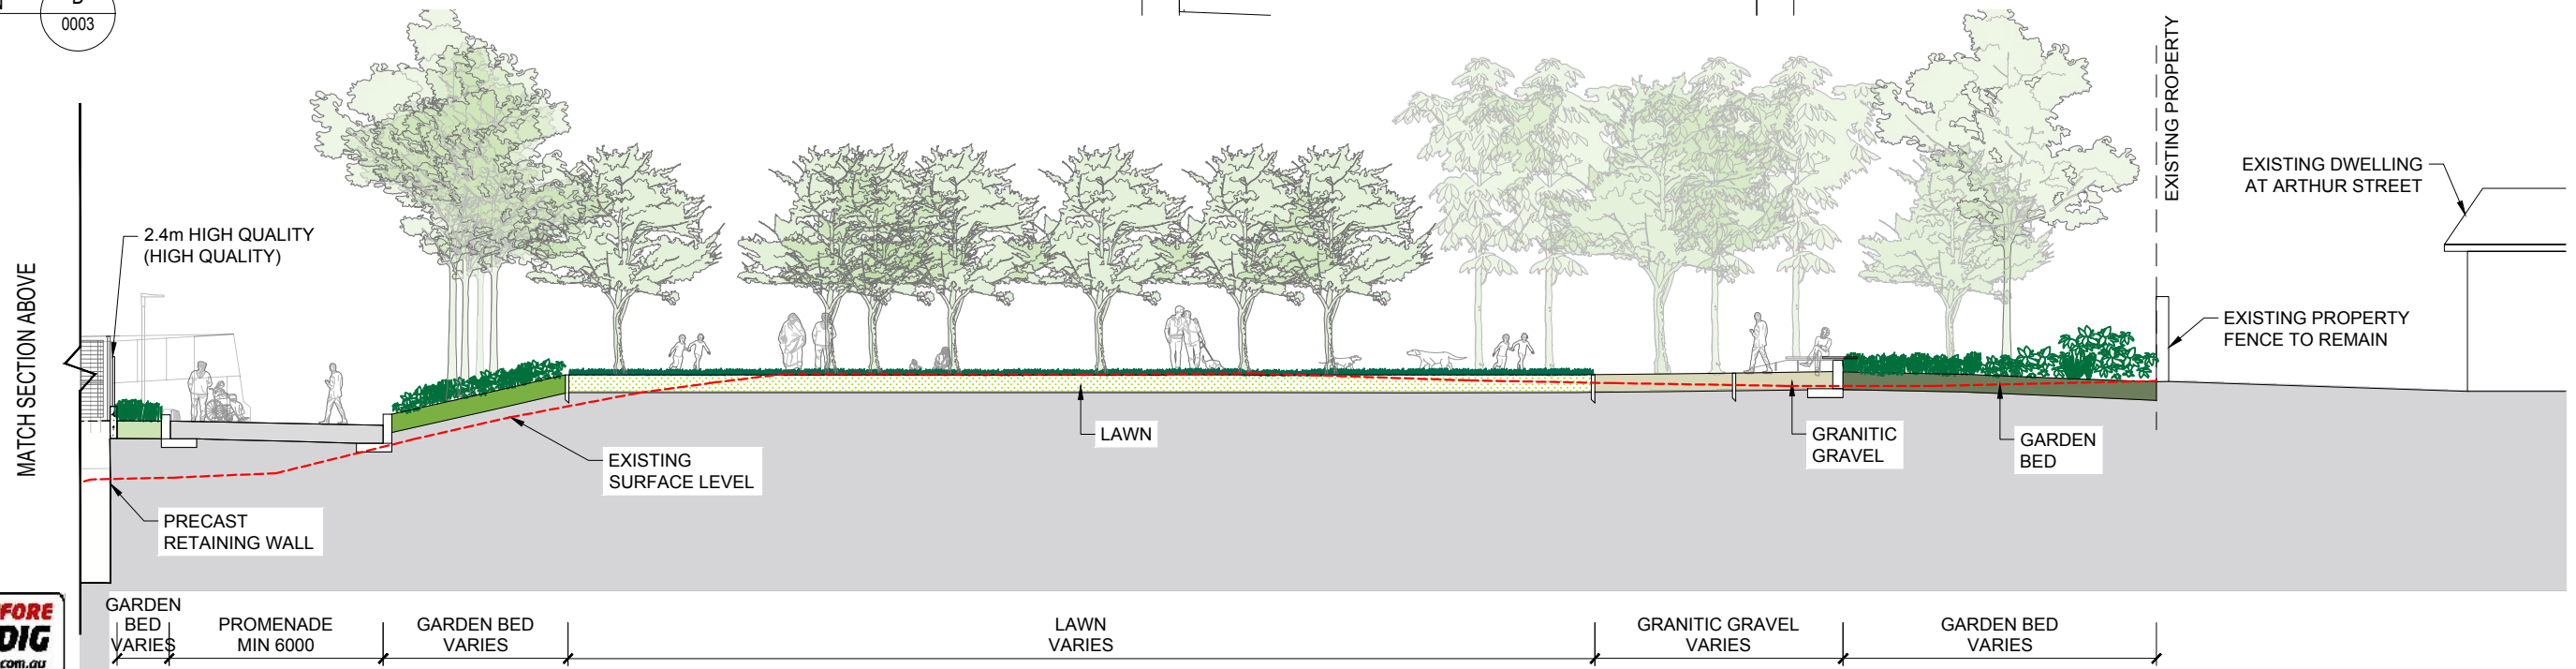 0003
EXISTING PROPERTY
EXISTING DWELLING
AT ARTHUR STREET
2.4m HIGH QUALITY
(HIGH QUALITY)
MATCH SECTION ABOVE
EXISTING PROPERTY
FENCE TO REMAIN
LAWN
GRANITIC
GRAVEL
GARDEN
BED
EXISTING
SURFACE LEVEL
PRECAST
RETAINING WALL
GARDEN
BED
VARIES
PROMENADE
MIN 6000
GARDEN BED
VARIES
LAWN
VARIES
GRANITIC GRAVEL
VARIES
GARDEN BED
VARIES
FORE
DIG
com.au